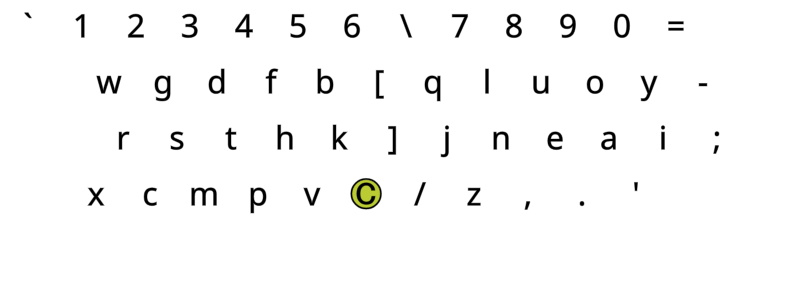 ` 1 2 3 4 5 6 \ 7 8 9 0 =
w g d f b [ q l u o y -
r s t h k ] j n e a i ;
x c m p v © / z , . '